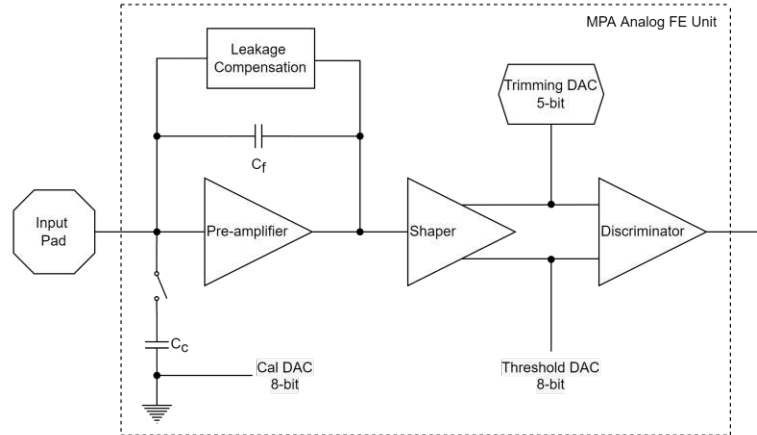 MPA Analog FE Unit
Leakage
Compensation
Trimming DAC
5-bit
Cf
Input
Pad
Pre-amplifier
Shaper
Discriminator
Cc
Cal DAC
8-bit
Threshold DAC
8-bit